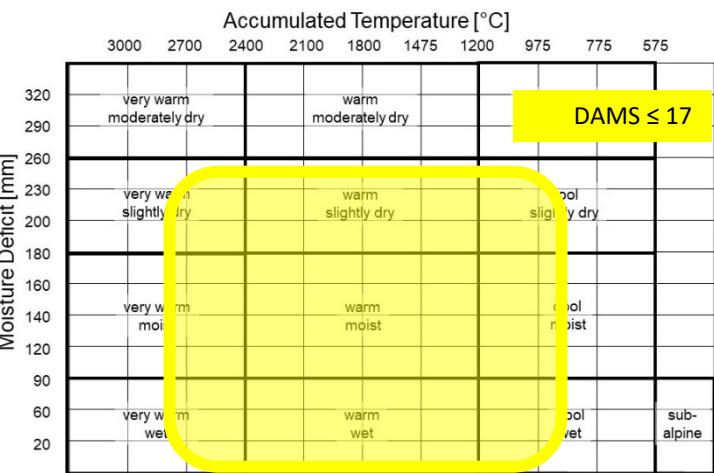 Accumulated Temperature [°C]
3000 2700 2400 2100 1800 1475 1200 975 775 575
Moisture Deficit [mm]
320
290
260
230
200
180
160
140
120
90
60
20
very warm
moderately dry
warm
moderately dry
DAMS ≤ 17
very warm
slightly dry
warm
slightly dry
cool
slightly dry
very warm
moist
warm
moist
cool
moist
very warm
wet
warm
wet
cool
wet
sub-
alpine